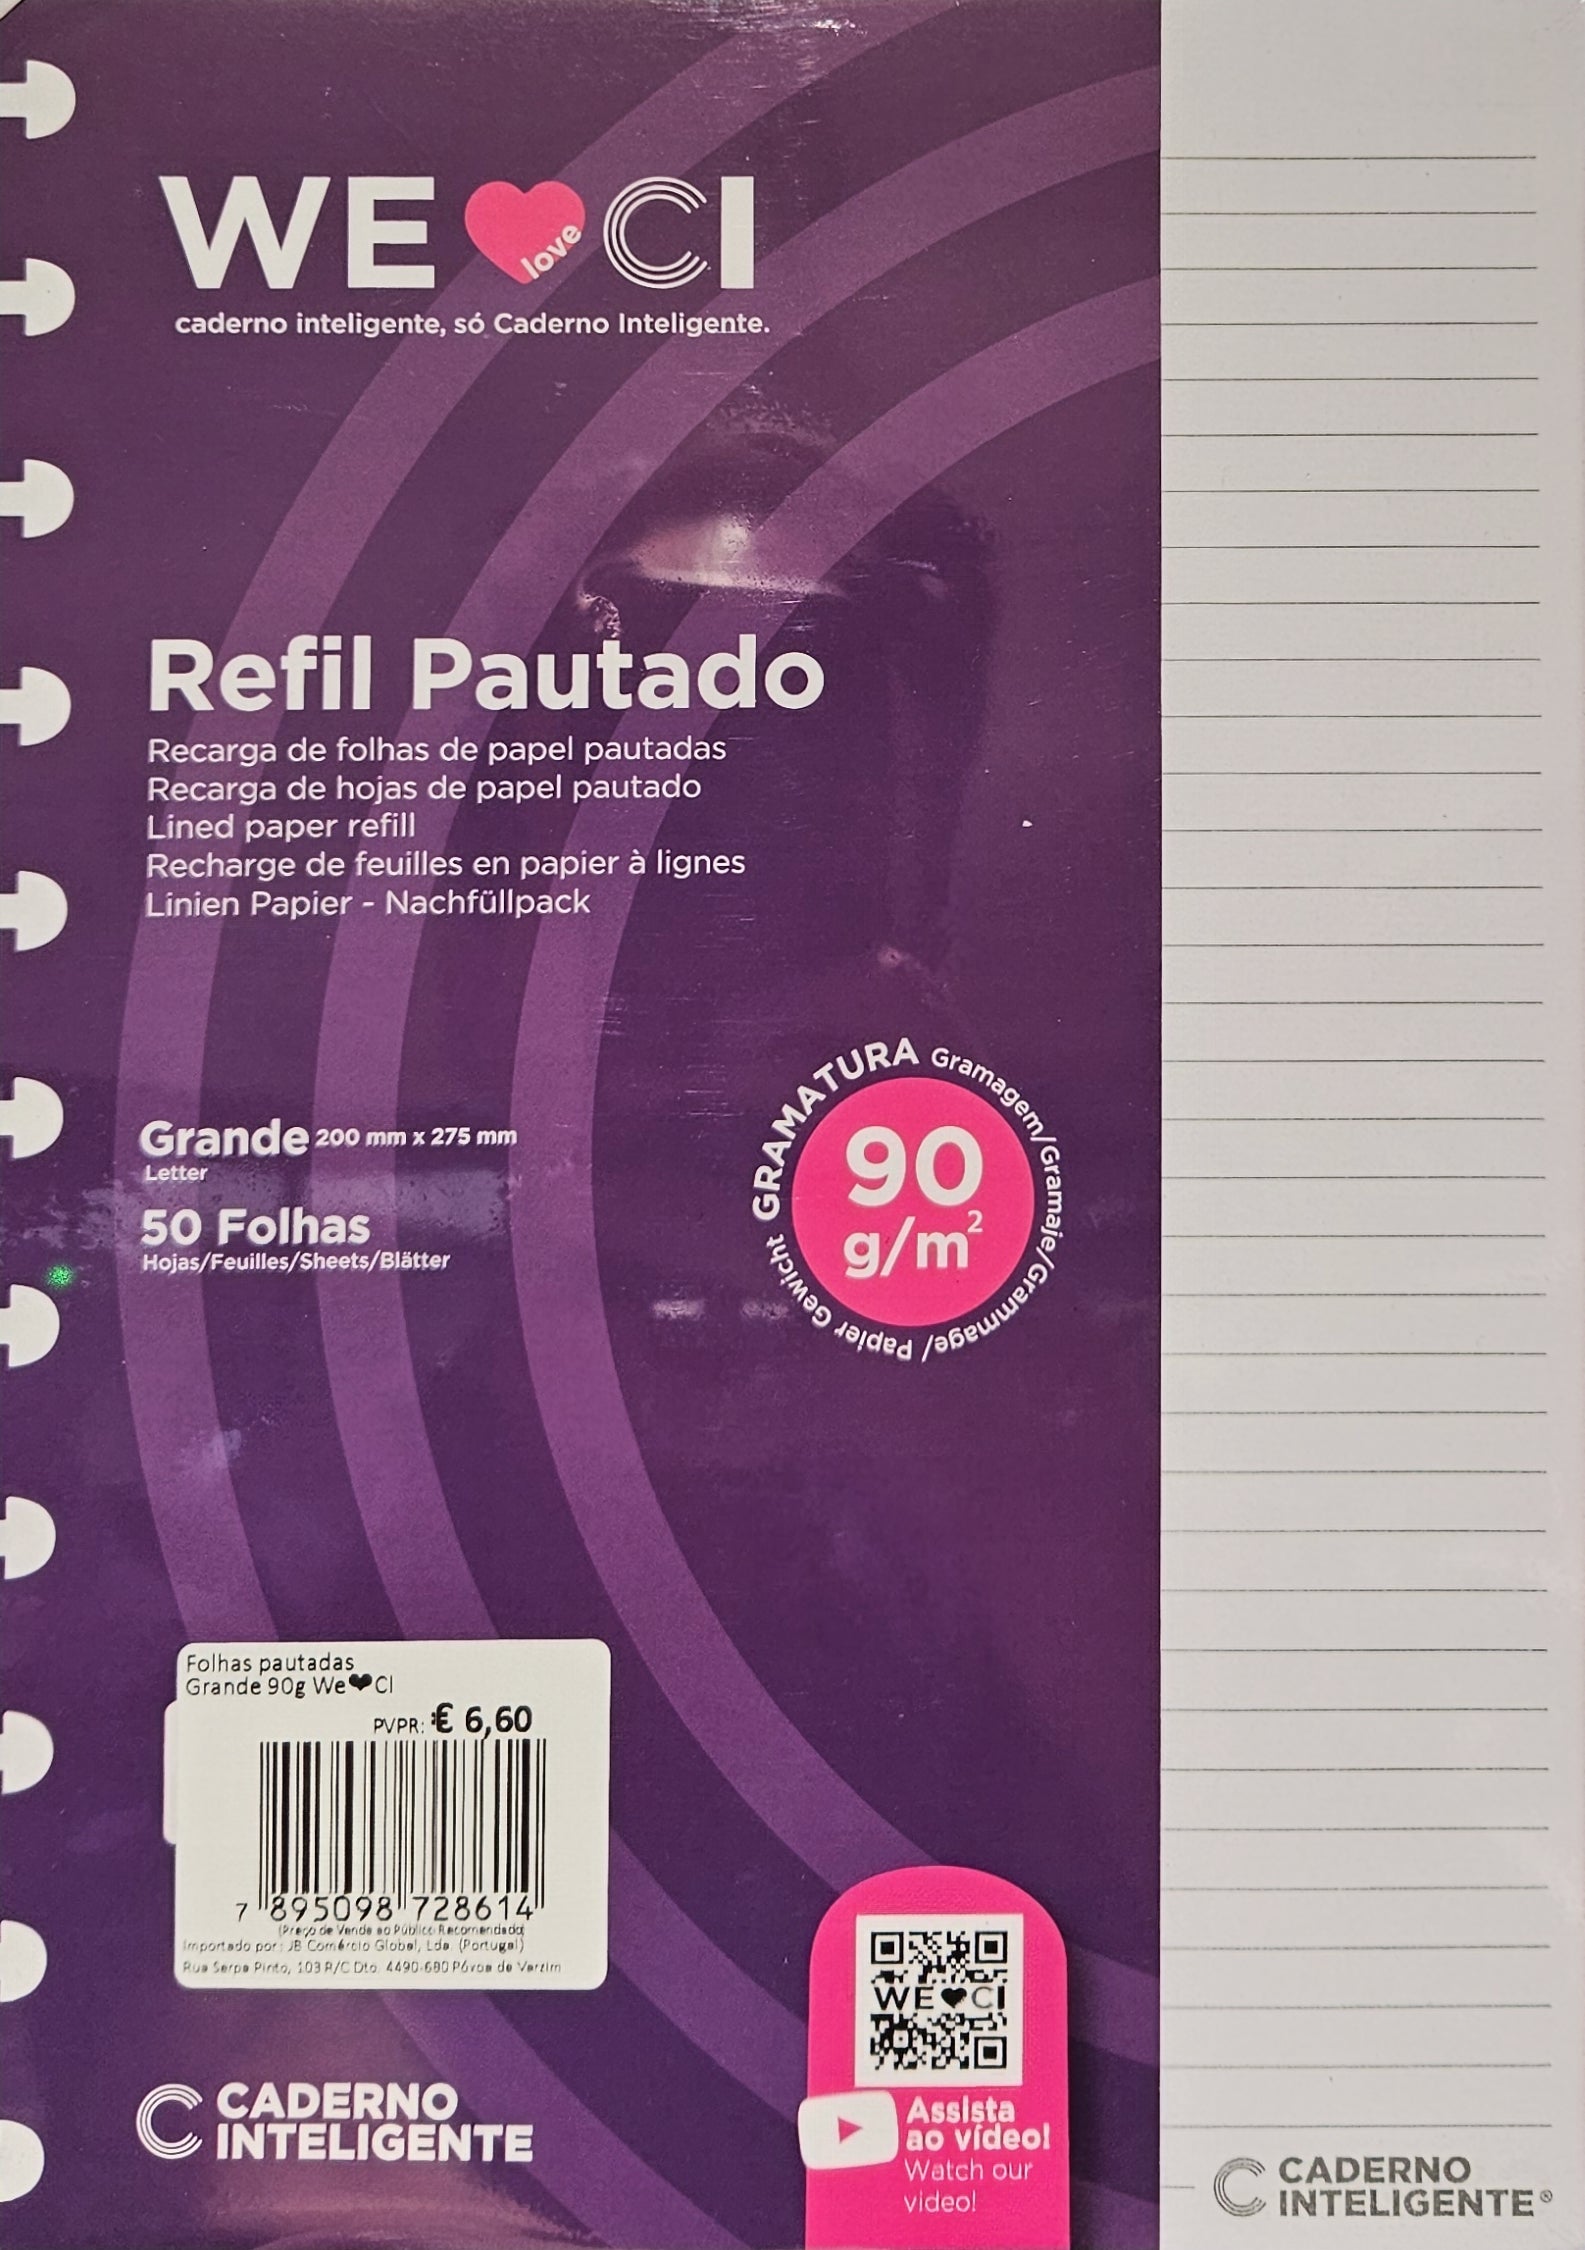 WE love CI
caderno inteligente, só Caderno Inteligente.
Refil Pautado
Recarga de folhas de papel pautadas
Recarga de hojas de papel pautado
Lined paper refill
Recharge de feuilles en papier à lignes
Linien Papier - Nachfüllpack
GRAMATURA Gramagem/Gramaje/Grammage/ Papier Gewicht
90
g/m²
Grande 200 mm x 275 mm
Letter
50 Folhas
Hojas/Feuilles/Sheets/Blätter
Folhas pautadas
Grande 90g We❤CI
PVPR: € 6,60
7 895098 728614
(Preço de Venda ao Público Recomendado)
Importado por: JB Comércio Global, Lda. (Portugal)
Rua Serpa Pinto, 103 R/C Dto. 4490-680 Póvoa de Varzim
WE❤CI
Assista
ao vídeo!
Watch our
video!
CADERNO
INTELIGENTE
CADERNO
INTELIGENTE®